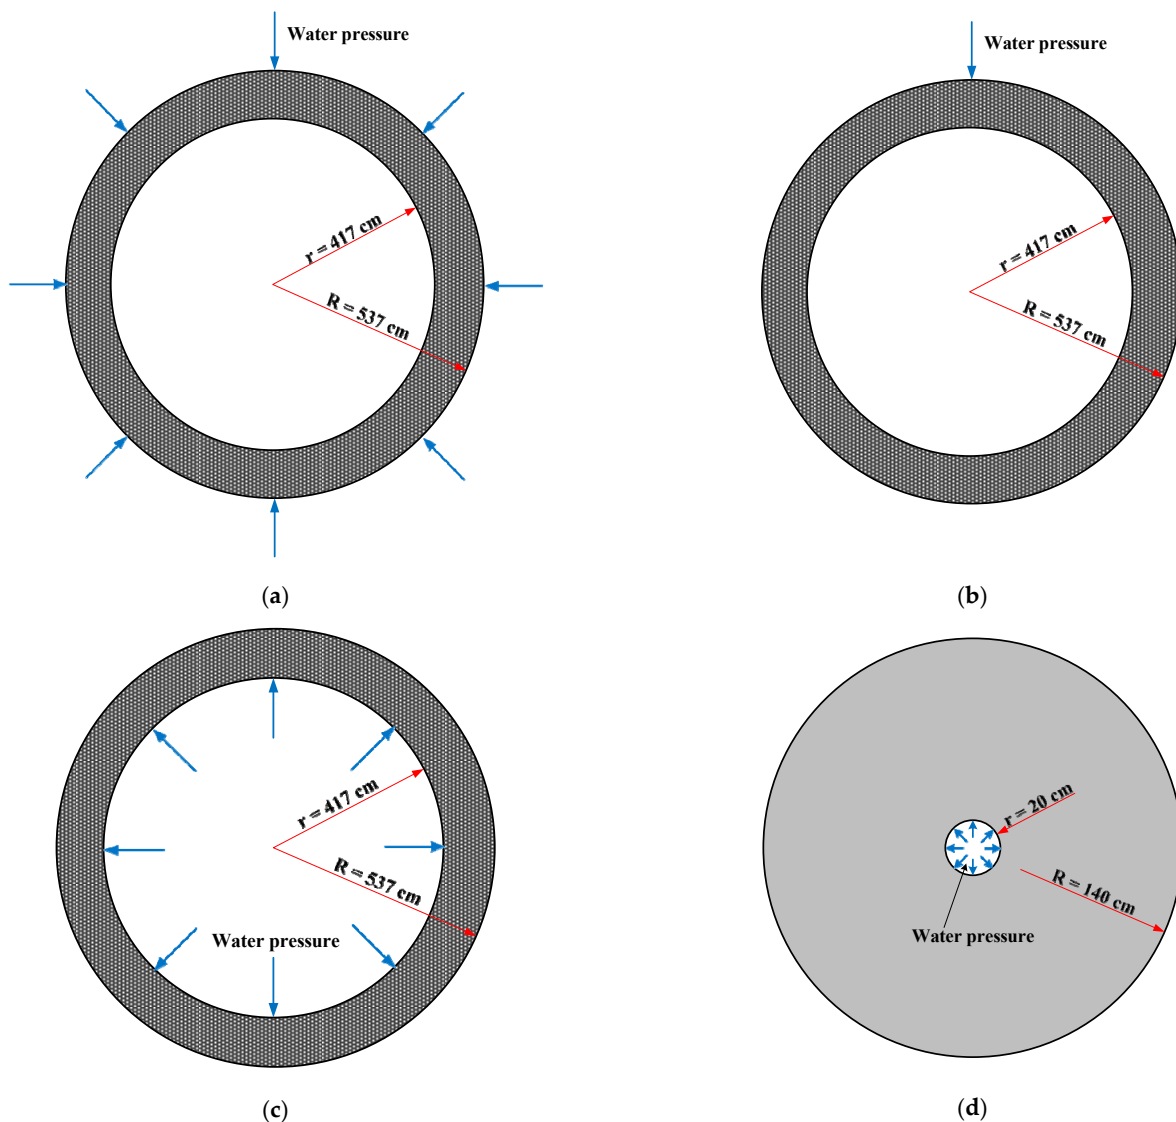 Water pressure
r = 417 cm
R = 537 cm
(a)
Water pressure
r = 417 cm
R = 537 cm
(b)
r = 417 cm
R = 537 cm
Water pressure
(c)
r = 20 cm
R = 140 cm
Water pressure
(d)